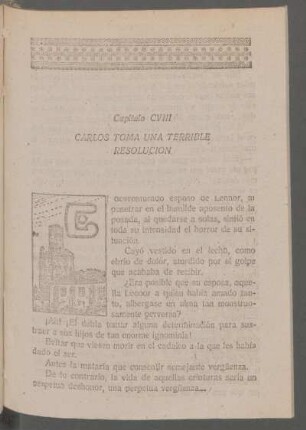 Capítulo CVIII
CARLOS TOMA UNA TERRIBLE
RESOLUCION
E
desventurado esposo de Leonor, al
penetrar en el humilde aposento de la
posada, al quedarse a solas, sintió en
toda su intensidad el horror de su si-
tuación.
Cayó vestido en el lecho, como
ebrio de dolor, aturdido por el golpe
que acababa de recibir.
¿Era posible que su esposa, aque-
lla Leonor a quien había amado tan-
to, albergase un alma tan monstruo-
samente perversa?
¡Ah! ¡El debía tomar alguna determinación para sus-
traer a sus hijos de tan enorme ignominia!
Evitar que viesen morir en el cadalso a la que les había
dado el ser.
Antes la mataría que consentir semejante vergüenza.
De lo contrario, la vida de aquellas criaturas sería un
perpetuo deshonor, una perpetua vergüenza...